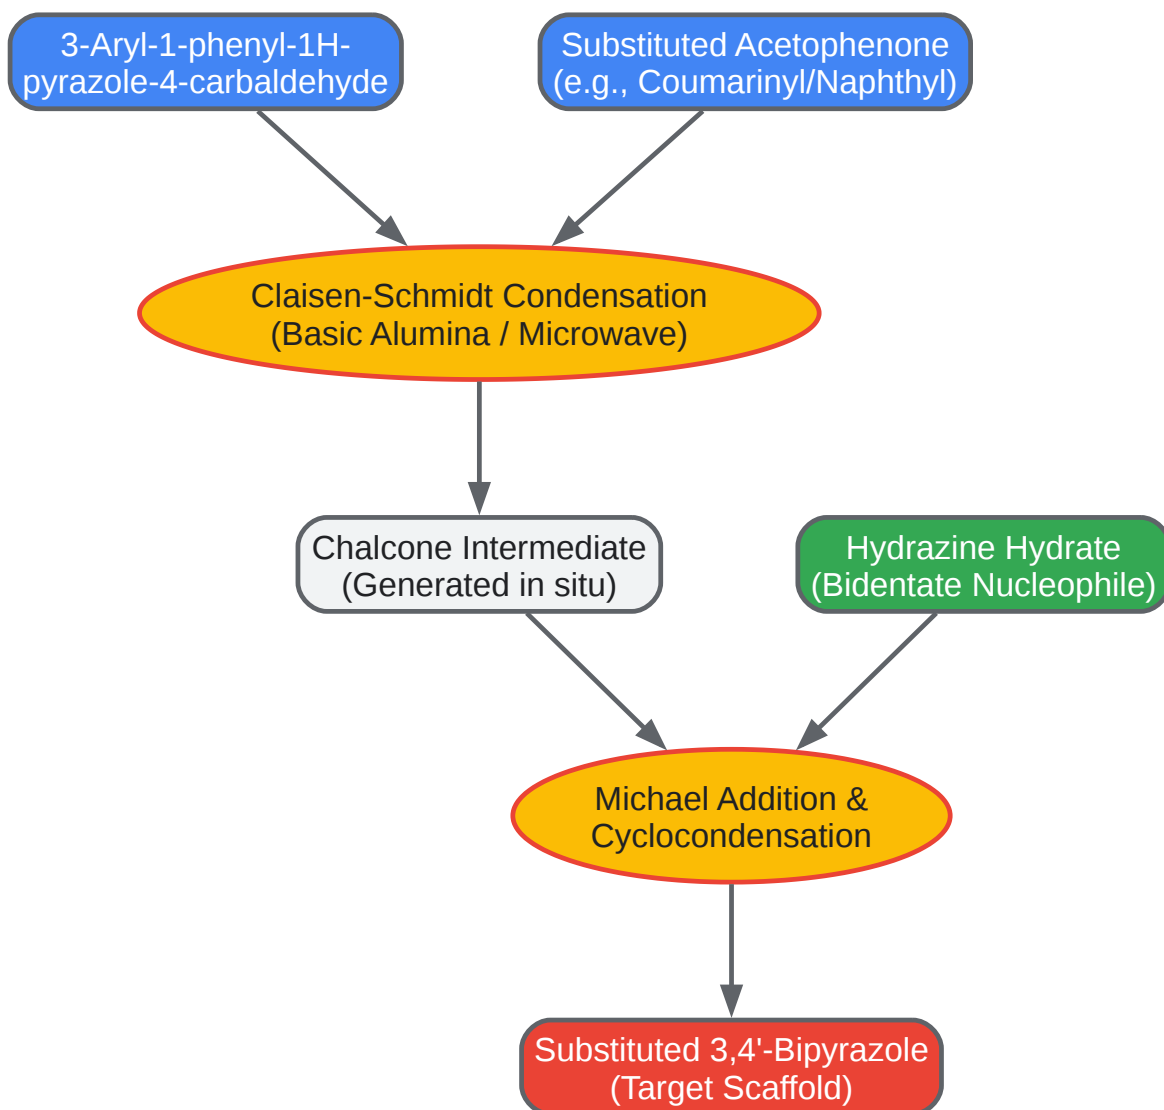 3-Aryl-1-phenyl-1H-
pyrazole-4-carbaldehyde
Substituted Acetophenone
(e.g., Coumarinyl/Naphthyl)
Claisen-Schmidt Condensation
(Basic Alumina / Microwave)
Chalcone Intermediate
(Generated in situ)
Hydrazine Hydrate
(Bidentate Nucleophile)
Michael Addition &
Cyclocondensation
Substituted 3,4'-Bipyrazole
(Target Scaffold)